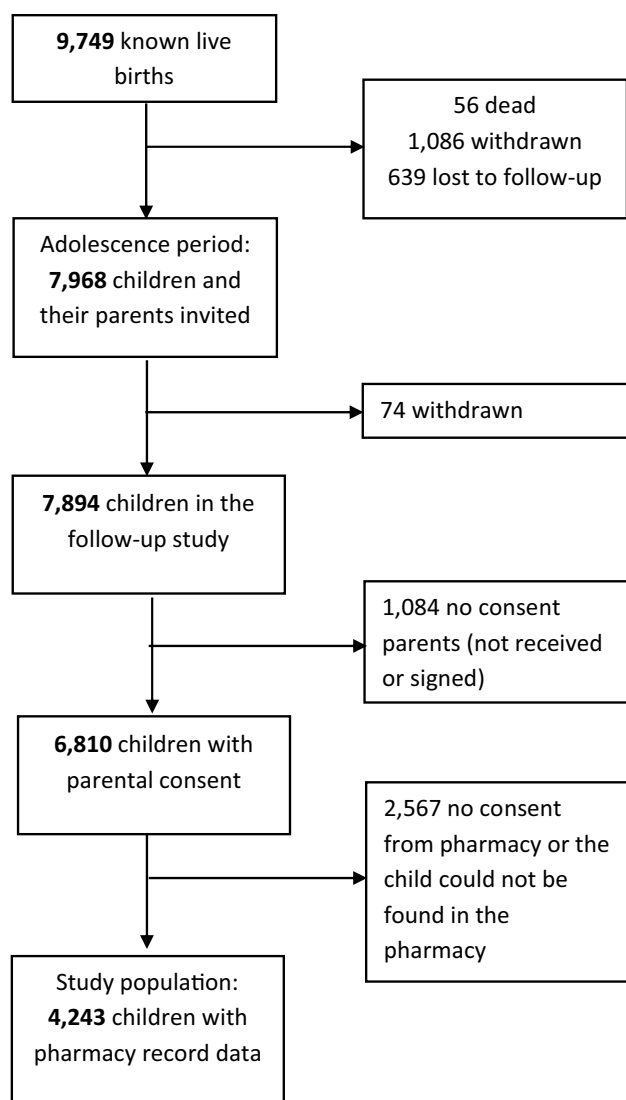 9,749 known live
births
56 dead
1,086 withdrawn
639 lost to follow-up
Adolescence period:
7,968 children and
their parents invited
74 withdrawn
7,894 children in the
follow-up study
1,084 no consent
parents (not received
or signed)
6,810 children with
parental consent
2,567 no consent
from pharmacy or the
child could not be
found in the
pharmacy
Study population:
4,243 children with
pharmacy record data